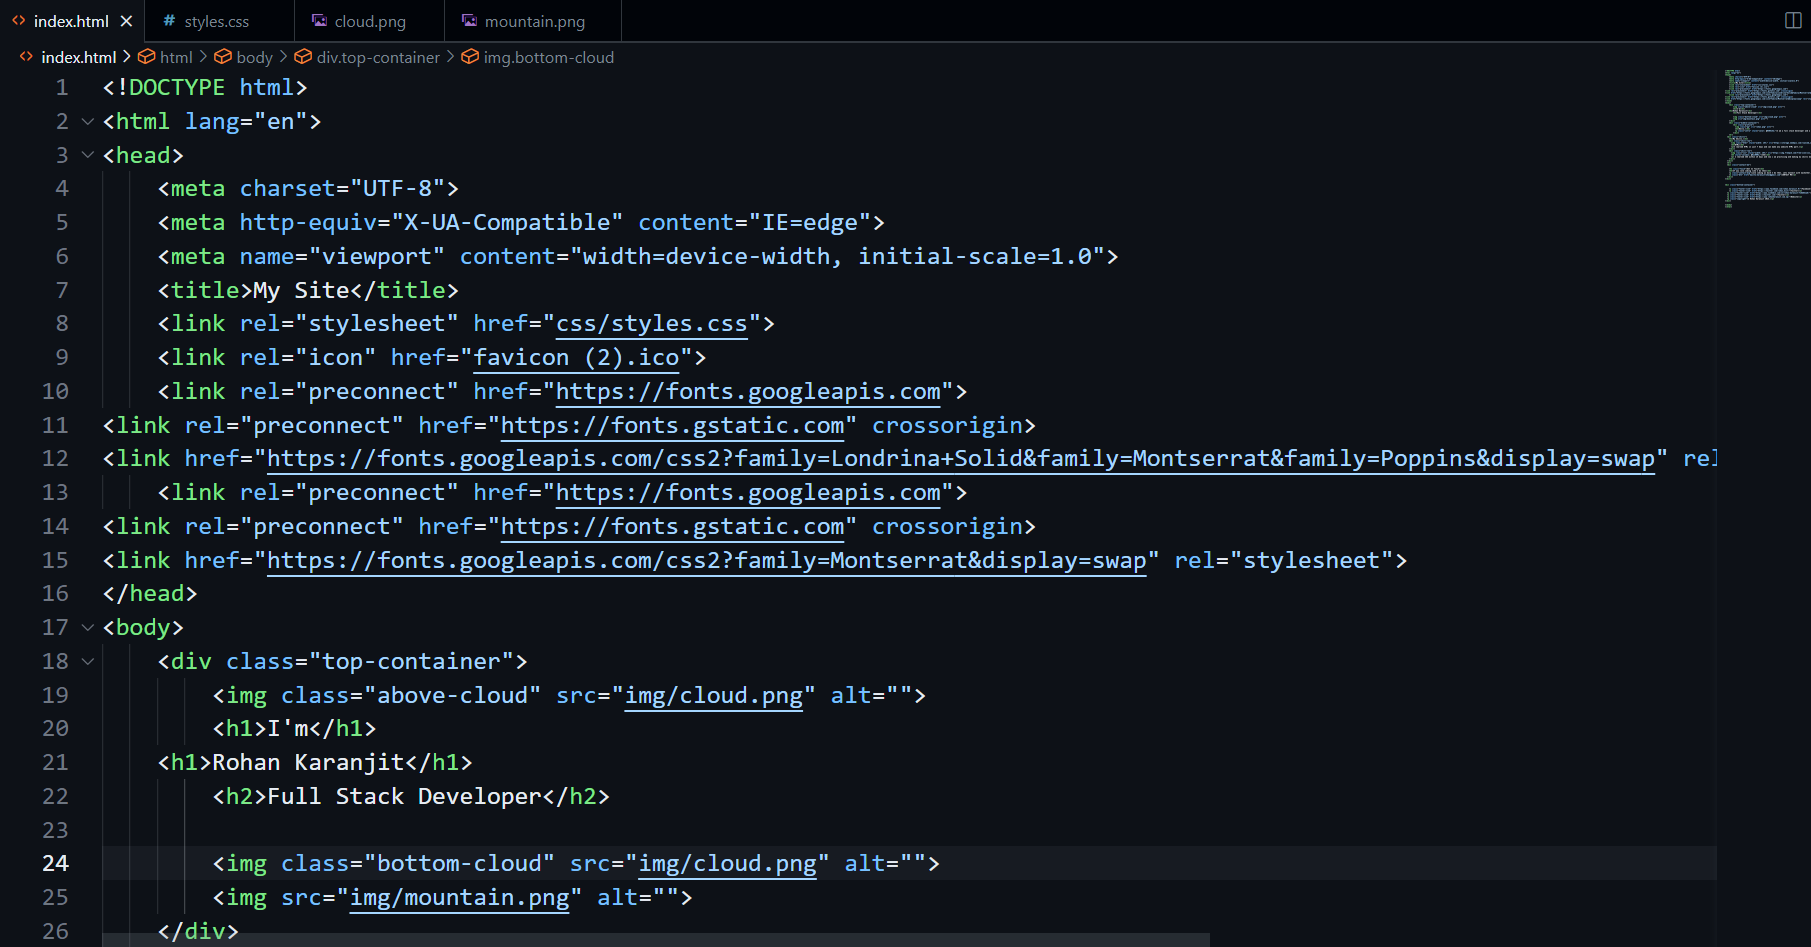 index.html styles.css cloud.png mountain.png
index.html > html > body > div.top-container > img.bottom-cloud
1 <!DOCTYPE html>
2 <html lang="en">
3 <head>
4 <meta charset="UTF-8">
5 <meta http-equiv="X-UA-Compatible" content="IE=edge">
6 <meta name="viewport" content="width=device-width, initial-scale=1.0">
7 <title>My Site</title>
8 <link rel="stylesheet" href="css/styles.css">
9 <link rel="icon" href="favicon (2).ico">
10 <link rel="preconnect" href="https://fonts.googleapis.com">
11 <link rel="preconnect" href="https://fonts.gstatic.com" crossorigin>
12 <link href="https://fonts.googleapis.com/css2?family=Londrina+Solid&family=Montserrat&family=Poppins&display=swap" rel
13 <link rel="preconnect" href="https://fonts.googleapis.com">
14 <link rel="preconnect" href="https://fonts.gstatic.com" crossorigin>
15 <link href="https://fonts.googleapis.com/css2?family=Montserrat&display=swap" rel="stylesheet">
16 </head>
17 <body>
18 <div class="top-container">
19 <img class="above-cloud" src="img/cloud.png" alt="">
20 <h1>I'm</h1>
21 <h1>Rohan Karanjit</h1>
22 <h2>Full Stack Developer</h2>
23
24 <img class="bottom-cloud" src="img/cloud.png" alt="">
25 <img src="img/mountain.png" alt="">
26 </div>